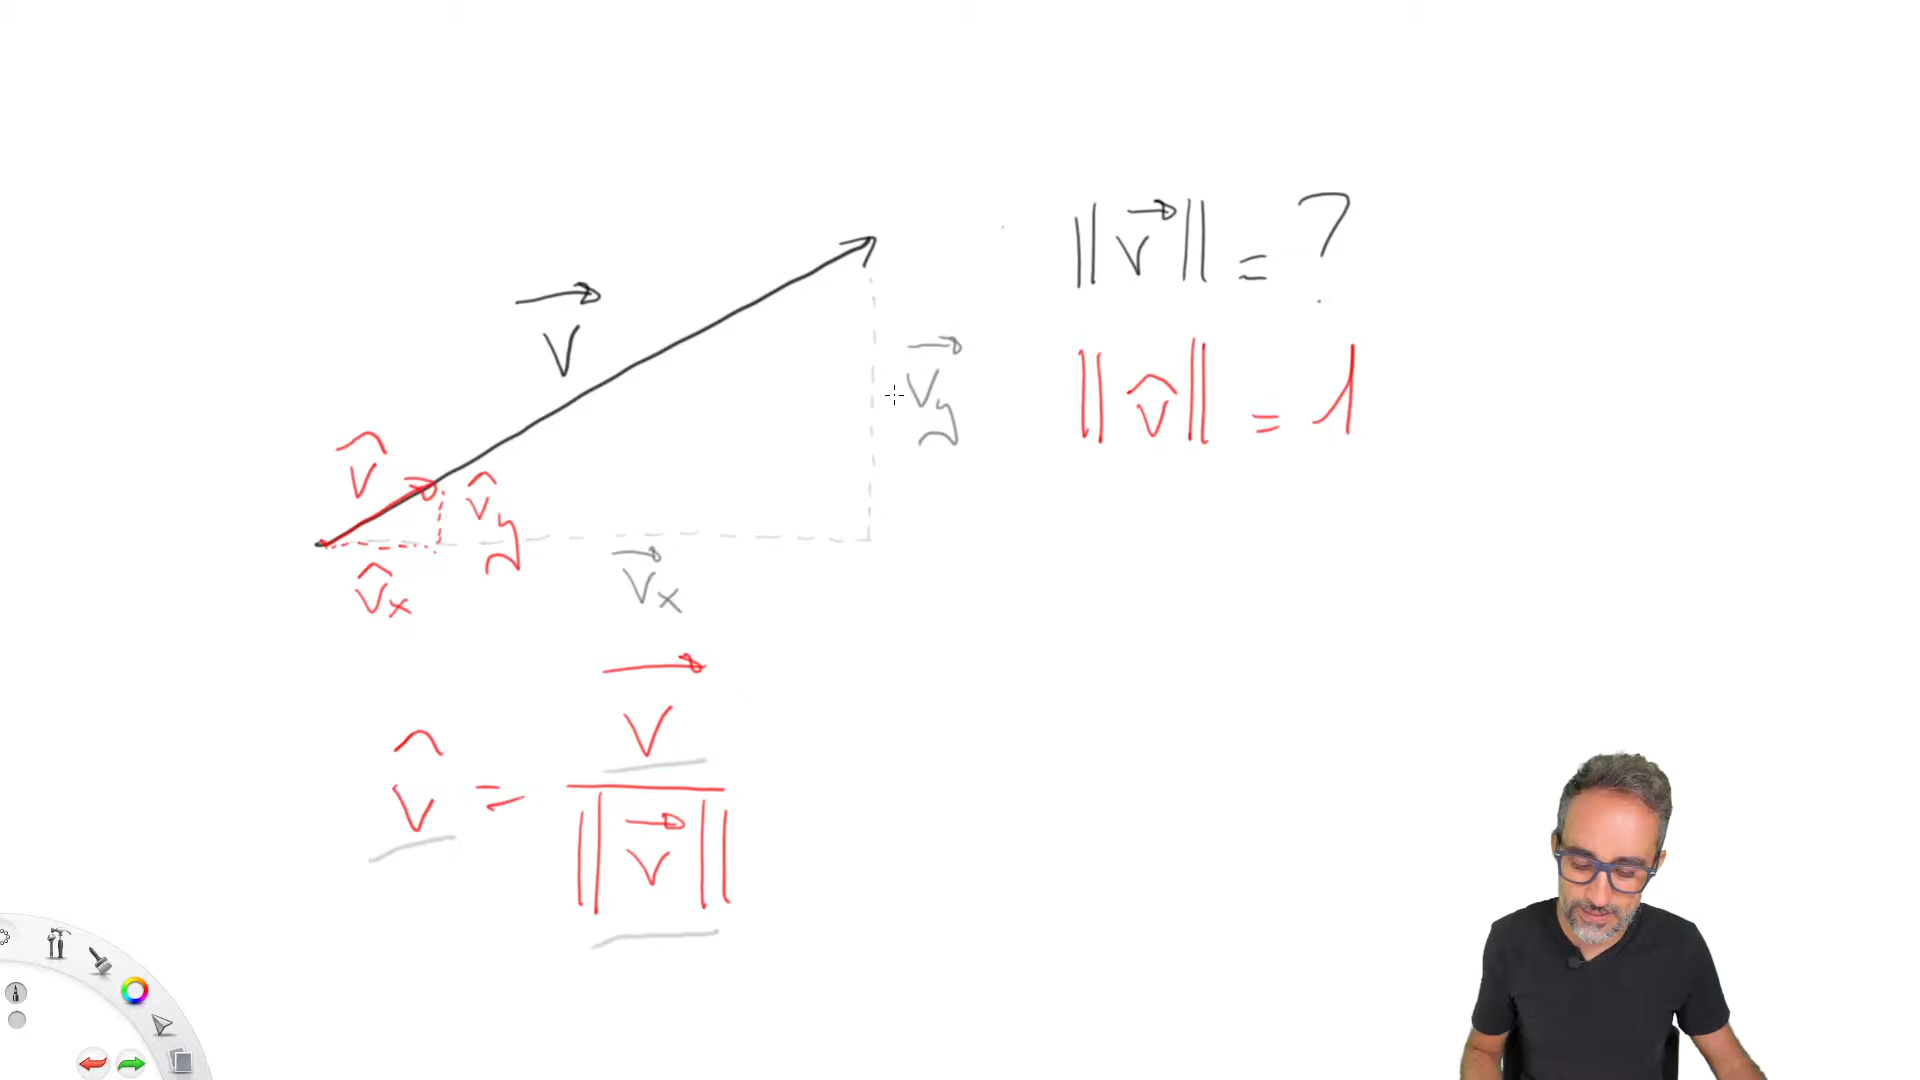 ‖v⃗‖ = ?
v⃗
‖v̂‖ = 1
v⃗y
v̂
v̂y
v̂x
v⃗x
v̂ = v⃗ / ‖v⃗‖